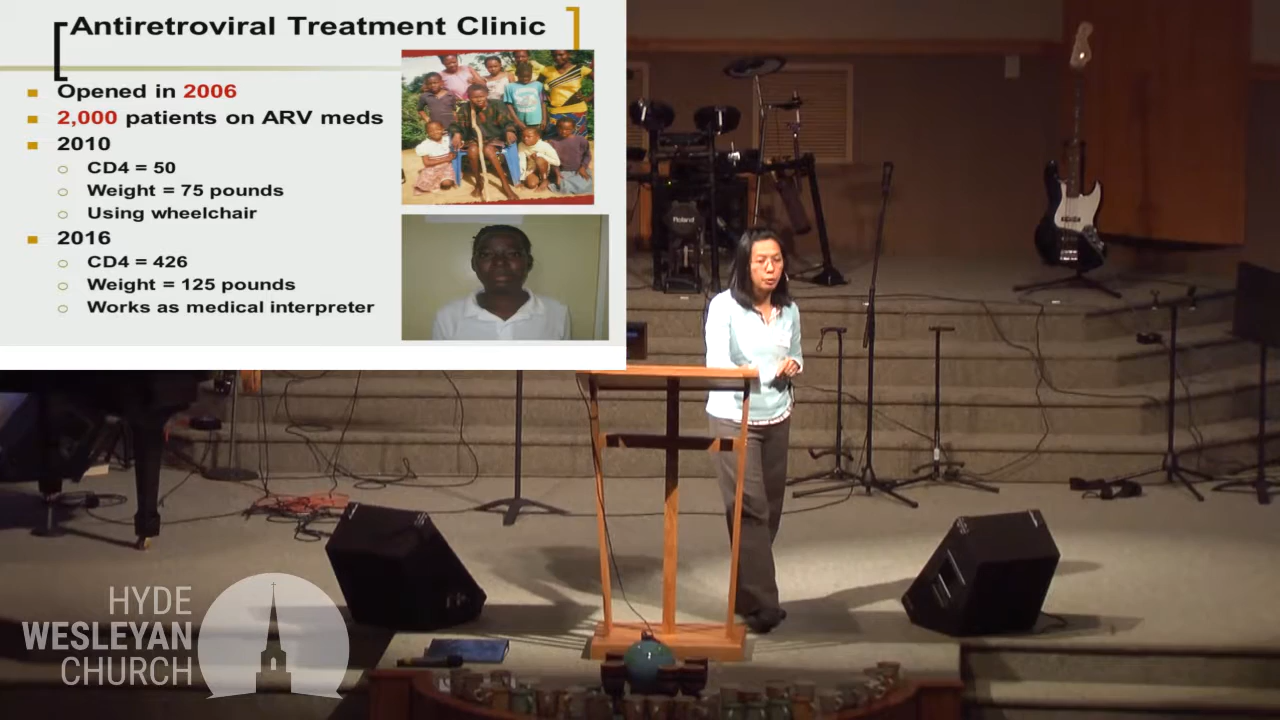 Antiretroviral Treatment Clinic
Opened in 2006
2,000 patients on ARV meds
2010
CD4 = 50
Weight = 75 pounds
Using wheelchair
2016
CD4 = 426
Weight = 125 pounds
Works as medical interpreter
Roland
HYDE
WESLEYAN
CHURCH